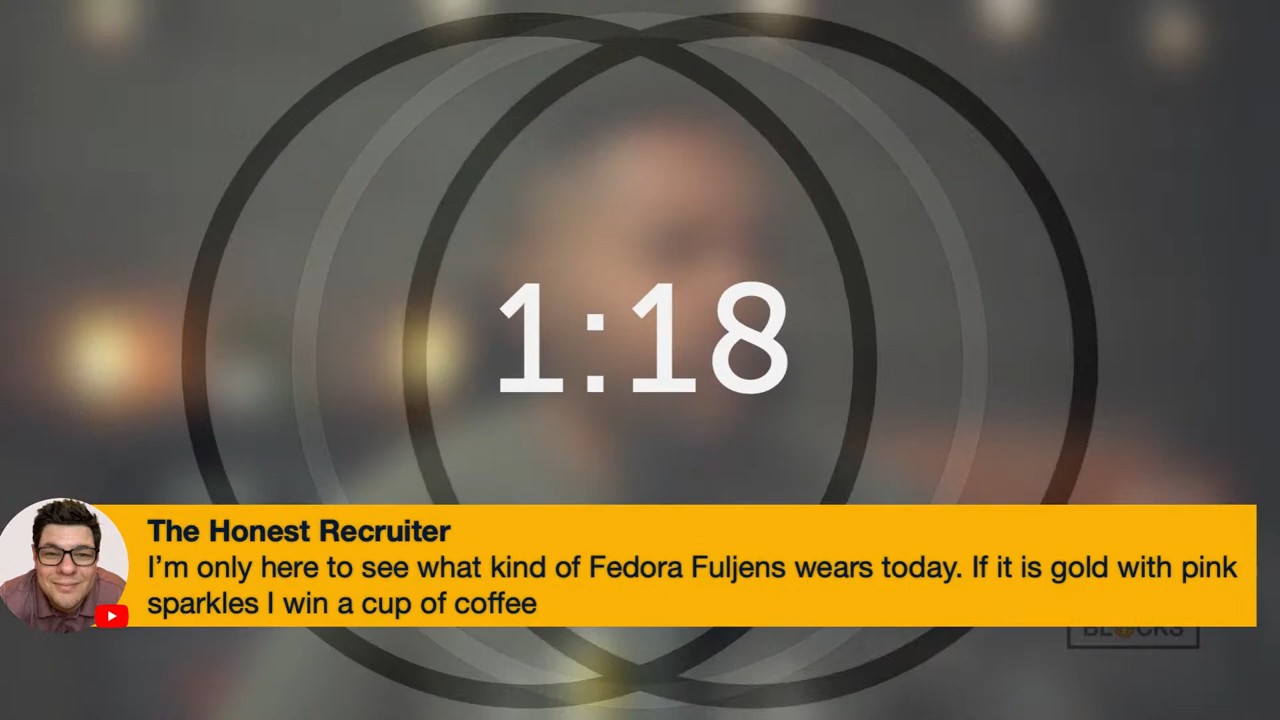 1:18
The Honest Recruiter
I’m only here to see what kind of Fedora Fuljens wears today. If it is gold with pink
sparkles I win a cup of coffee
BLOCKS